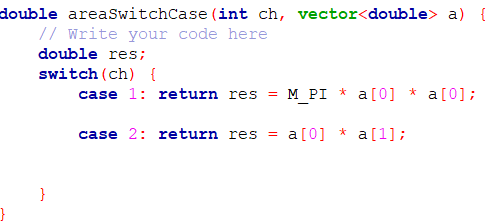 double areaSwitchCase(int ch, vector<double> a) {
    // Write your code here
    double res;
    switch(ch) {
        case 1: return res = M_PI * a[0] * a[0];
        case 2: return res = a[0] * a[1];
    }
}